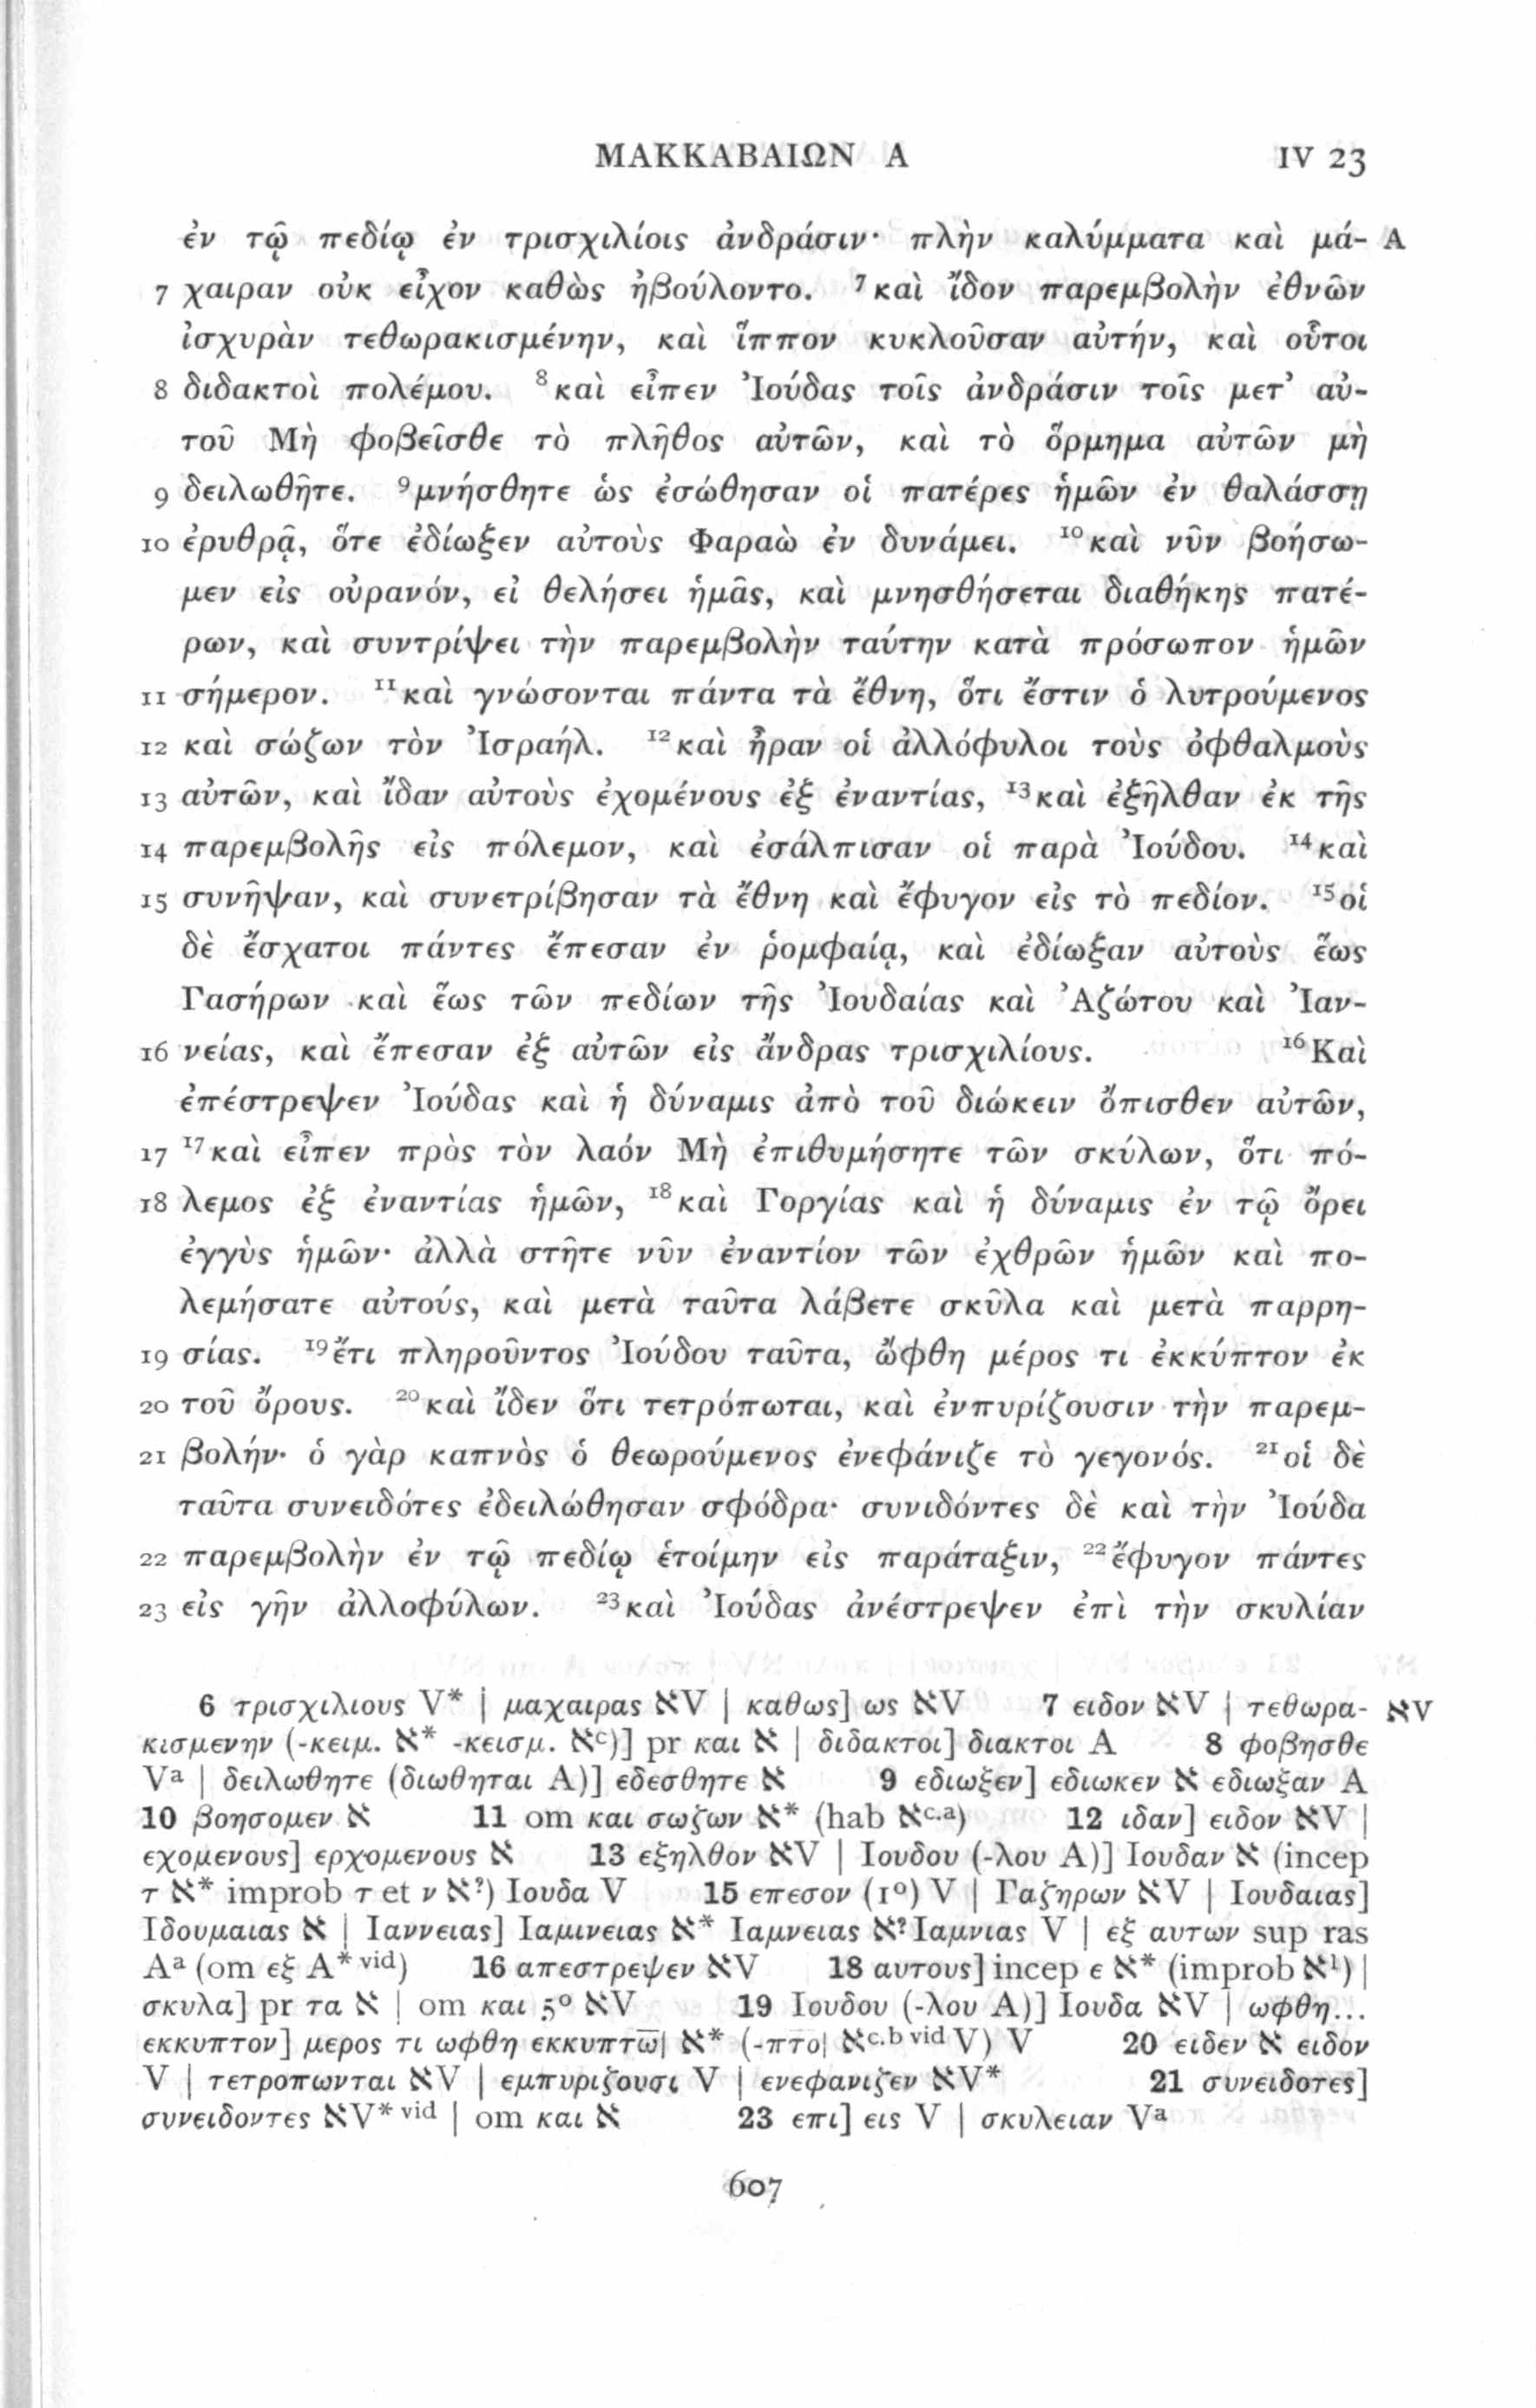 ΜΑΚΚΑΒΑΙΩΝ Α IV 23
ἐν τῷ πεδίῳ ἐν τρισχιλίοις ἀνδράσιν· πλὴν καλύμματα καὶ μά- A
7 χαιραν οὐκ εἶχον καθὼς ἠβούλοντο. ⁷καὶ ἴδον παρεμβολὴν ἐθνῶν
ἰσχυρὰν τεθωρακισμένην, καὶ ἵππον κυκλοῦσαν αὐτήν, καὶ οὗτοι
8 διδακτοὶ πολέμου. ⁸καὶ εἶπεν Ἰούδας τοῖς ἀνδράσιν τοῖς μετ’ αὐ-
τοῦ Μὴ φοβεῖσθε τὸ πλῆθος αὐτῶν, καὶ τὸ ὅρμημα αὐτῶν μὴ
9 δειλωθῆτε. ⁹μνήσθητε ὡς ἐσώθησαν οἱ πατέρες ἡμῶν ἐν θαλάσσῃ
10 ἐρυθρᾷ, ὅτε ἐδίωξεν αὐτοὺς Φαραὼ ἐν δυνάμει. ¹⁰καὶ νῦν βοήσω-
μεν εἰς οὐρανόν, εἰ θελήσει ἡμᾶς, καὶ μνησθήσεται διαθήκης πατέ-
ρων, καὶ συντρίψει τὴν παρεμβολὴν ταύτην κατὰ πρόσωπον ἡμῶν
11 σήμερον. ¹¹καὶ γνώσονται πάντα τὰ ἔθνη, ὅτι ἔστιν ὁ λυτρούμενος
12 καὶ σώζων τὸν Ἰσραήλ. ¹²καὶ ἦραν οἱ ἀλλόφυλοι τοὺς ὀφθαλμοὺς
13 αὐτῶν, καὶ ἴδαν αὐτοὺς ἐχομένους ἐξ ἐναντίας, ¹³καὶ ἐξῆλθαν ἐκ τῆς
14 παρεμβολῆς εἰς πόλεμον, καὶ ἐσάλπισαν οἱ παρὰ Ἰούδου. ¹⁴καὶ
15 συνῆψαν, καὶ συνετρίβησαν τὰ ἔθνη καὶ ἔφυγον εἰς τὸ πεδίον. ¹⁵οἱ
δὲ ἔσχατοι πάντες ἔπεσαν ἐν ῥομφαίᾳ, καὶ ἐδίωξαν αὐτοὺς ἕως
Γασήρων καὶ ἕως τῶν πεδίων τῆς Ἰουδαίας καὶ Ἀζώτου καὶ Ἰαν-
16 νείας, καὶ ἔπεσαν ἐξ αὐτῶν εἰς ἄνδρας τρισχιλίους. ¹⁶Καὶ
ἐπέστρεψεν Ἰούδας καὶ ἡ δύναμις ἀπὸ τοῦ διώκειν ὄπισθεν αὐτῶν,
17 ¹⁷καὶ εἶπεν πρὸς τὸν λαόν Μὴ ἐπιθυμήσητε τῶν σκύλων, ὅτι πό-
18 λεμος ἐξ ἐναντίας ἡμῶν, ¹⁸καὶ Γοργίας καὶ ἡ δύναμις ἐν τῷ ὄρει
ἐγγὺς ἡμῶν· ἀλλὰ στῆτε νῦν ἐναντίον τῶν ἐχθρῶν ἡμῶν καὶ πο-
λεμήσατε αὐτούς, καὶ μετὰ ταῦτα λάβετε σκῦλα καὶ μετὰ παρρη-
19 σίας. ¹⁹ἔτι πληροῦντος Ἰούδου ταῦτα, ὤφθη μέρος τι ἐκκύπτον ἐκ
20 τοῦ ὄρους. ²⁰καὶ ἴδεν ὅτι τετρόπωται, καὶ ἐνπυρίζουσιν τὴν παρεμ-
21 βολήν· ὁ γὰρ καπνὸς ὁ θεωρούμενος ἐνεφάνιζε τὸ γεγονός. ²¹οἱ δὲ
ταῦτα συνειδότες ἐδειλώθησαν σφόδρα· συνιδόντες δὲ καὶ τὴν Ἰούδα
22 παρεμβολὴν ἐν τῷ πεδίῳ ἑτοίμην εἰς παράταξιν, ²²ἔφυγον πάντες
23 εἰς γῆν ἀλλοφύλων. ²³καὶ Ἰούδας ἀνέστρεψεν ἐπὶ τὴν σκυλίαν
6 τρισχιλιους V* | μαχαιρας אV | καθως] ως אV 7 ειδον אV | τεθωρα- אV
κισμενην (-κειμ. א* -κεισμ. אᶜ)] pr και א | διδακτοι] διακτοι A 8 φοβησθε
Vᵃ | δειλωθητε (διωθηται A)] εδεσθητε א 9 εδιωξεν] εδιωκεν א εδιωξαν A
10 βοησομεν א 11 om και σωζων א* (hab אᶜ·ᵃ) 12 ιδαν] ειδον אV |
εχομενους] ερχομενους א 13 εξηλθον אV | Ιουδου (-λου A)] Ιουδαν א (incep
τ א* improb τ et ν א?) Ιουδα V 15 επεσον (1°) V | Γαζηρων אV | Ιουδαιας]
Ιδουμαιας א | Ιαννειας] Ιαμινειας א* Ιαμνειας א? Ιαμνιας V | εξ αυτων sup ras
Aᵃ (om εξ A* ᵛⁱᵈ) 16 απεστρεψεν אV 18 αυτους] incep ε א* (improb א¹) |
σκυλα] pr τα א | om και 5° אV 19 Ιουδου (-λου A)] Ιουδα אV | ωφθη...
εκκυπτον] μερος τι ωφθη εκκυπτω̅| א* (-πτο̅| אᶜ·ᵇ ᵛⁱᵈ V) V 20 ειδεν א ειδον
V | τετροπωνται אV | εμπυριζουσι V | ενεφανιζεν אV* 21 συνειδοτες]
συνειδοντες אV* ᵛⁱᵈ | om και א 23 επι] εις V | σκυλειαν Vᵃ
607